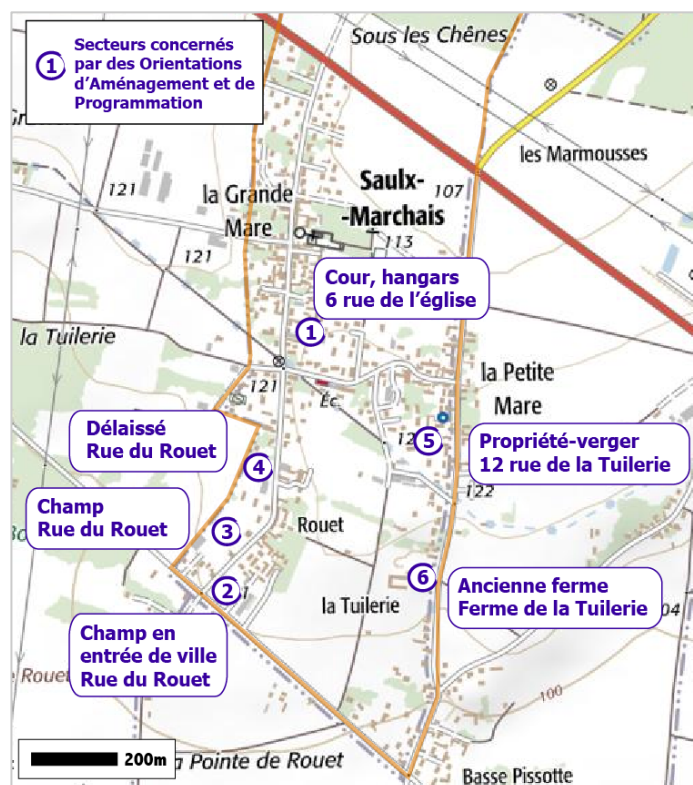 1
Secteurs concernés
par des Orientations
d'Aménagement et de
Programmation
Sous les Chênes
les Marmousses
121
la Grande
Mare
Saulx-
-Marchais
107
113
121
Cour, hangars
6 rue de l'église
1
la Tuilerie
121
Éc.
la Petite
Mare
Délaissé
Rue du Rouet
5
Propriété-verger
12 rue de la Tuilerie
4
122
Champ
Rue du Rouet
3
Rouet
2
6
la Tuilerie
Ancienne ferme
Ferme de la Tuilerie
Champ en
entrée de ville
Rue du Rouet
Rouet
100
200m
Pointe de Rouet
Basse Pissotte